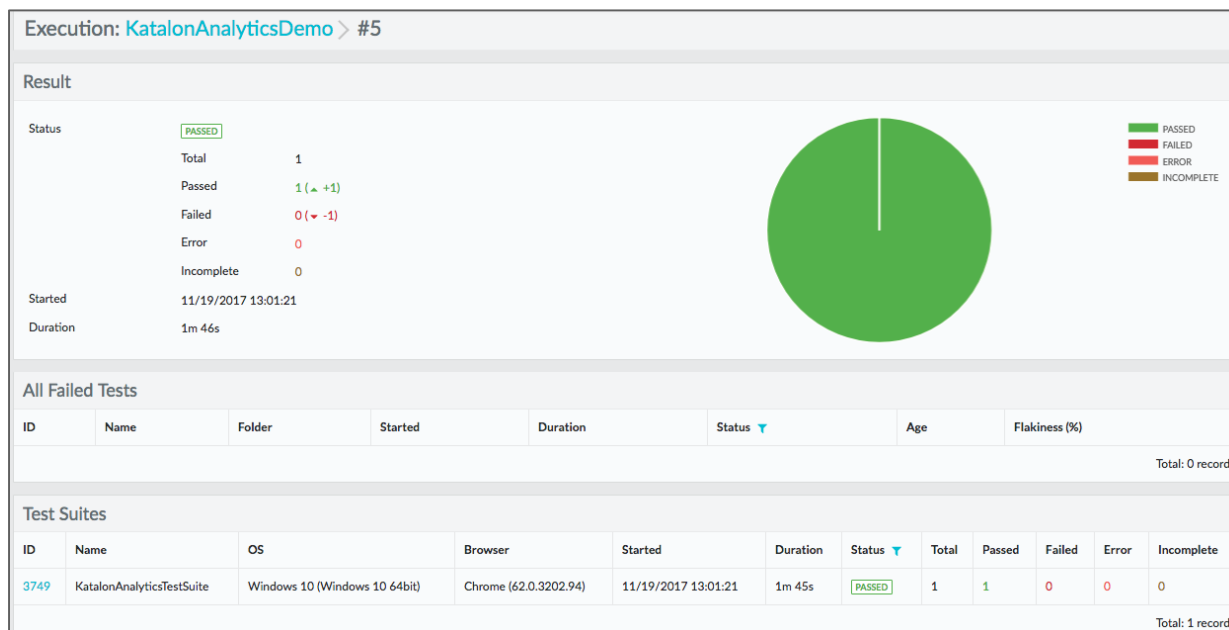 Execution: KatalonAnalyticsDemo > #5
Result
Status PASSED
Total 1
Passed 1 (▲ +1)
Failed 0 (▼ -1)
Error 0
Incomplete 0
Started 11/19/2017 13:01:21
Duration 1m 46s
PASSED
FAILED
ERROR
INCOMPLETE
All Failed Tests
ID Name Folder Started Duration Status Age Flakiness (%)
Total: 0 record
Test Suites
ID Name OS Browser Started Duration Status Total Passed Failed Error Incomplete
3749 KatalonAnalyticsTestSuite Windows 10 (Windows 10 64bit) Chrome (62.0.3202.94) 11/19/2017 13:01:21 1m 45s PASSED 1 1 0 0 0
Total: 1 record